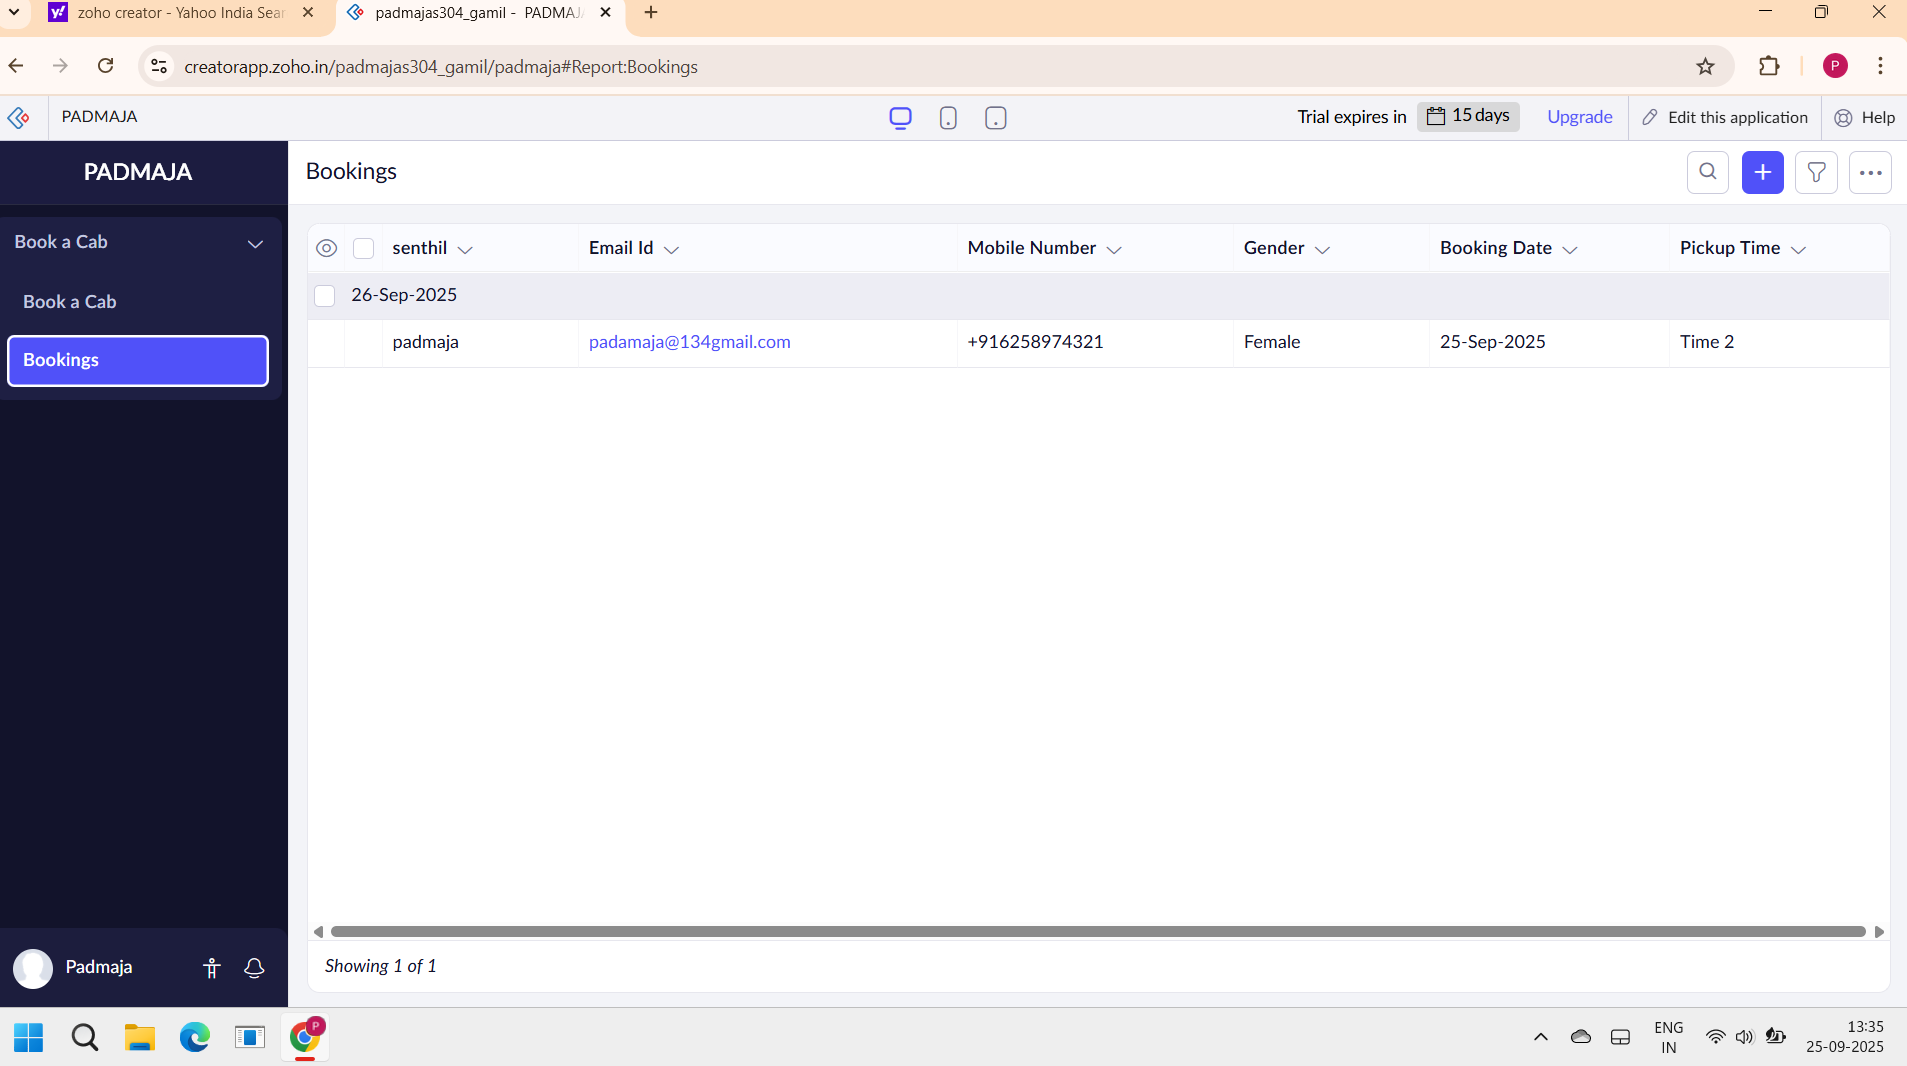 zoho creator - Yahoo India Sear
padmajas304_gamil - PADMAJ
creatorapp.zoho.in/padmajas304_gamil/padmaja#Report:Bookings
P
PADMAJA
Trial expires in 15 days Upgrade Edit this application Help
PADMAJA
Book a Cab
Book a Cab
Bookings
Bookings
senthil Email Id Mobile Number Gender Booking Date Pickup Time
26-Sep-2025
padmaja padamaja@134gmail.com +916258974321 Female 25-Sep-2025 Time 2
Showing 1 of 1
Padmaja
P
ENG
IN
13:35
25-09-2025